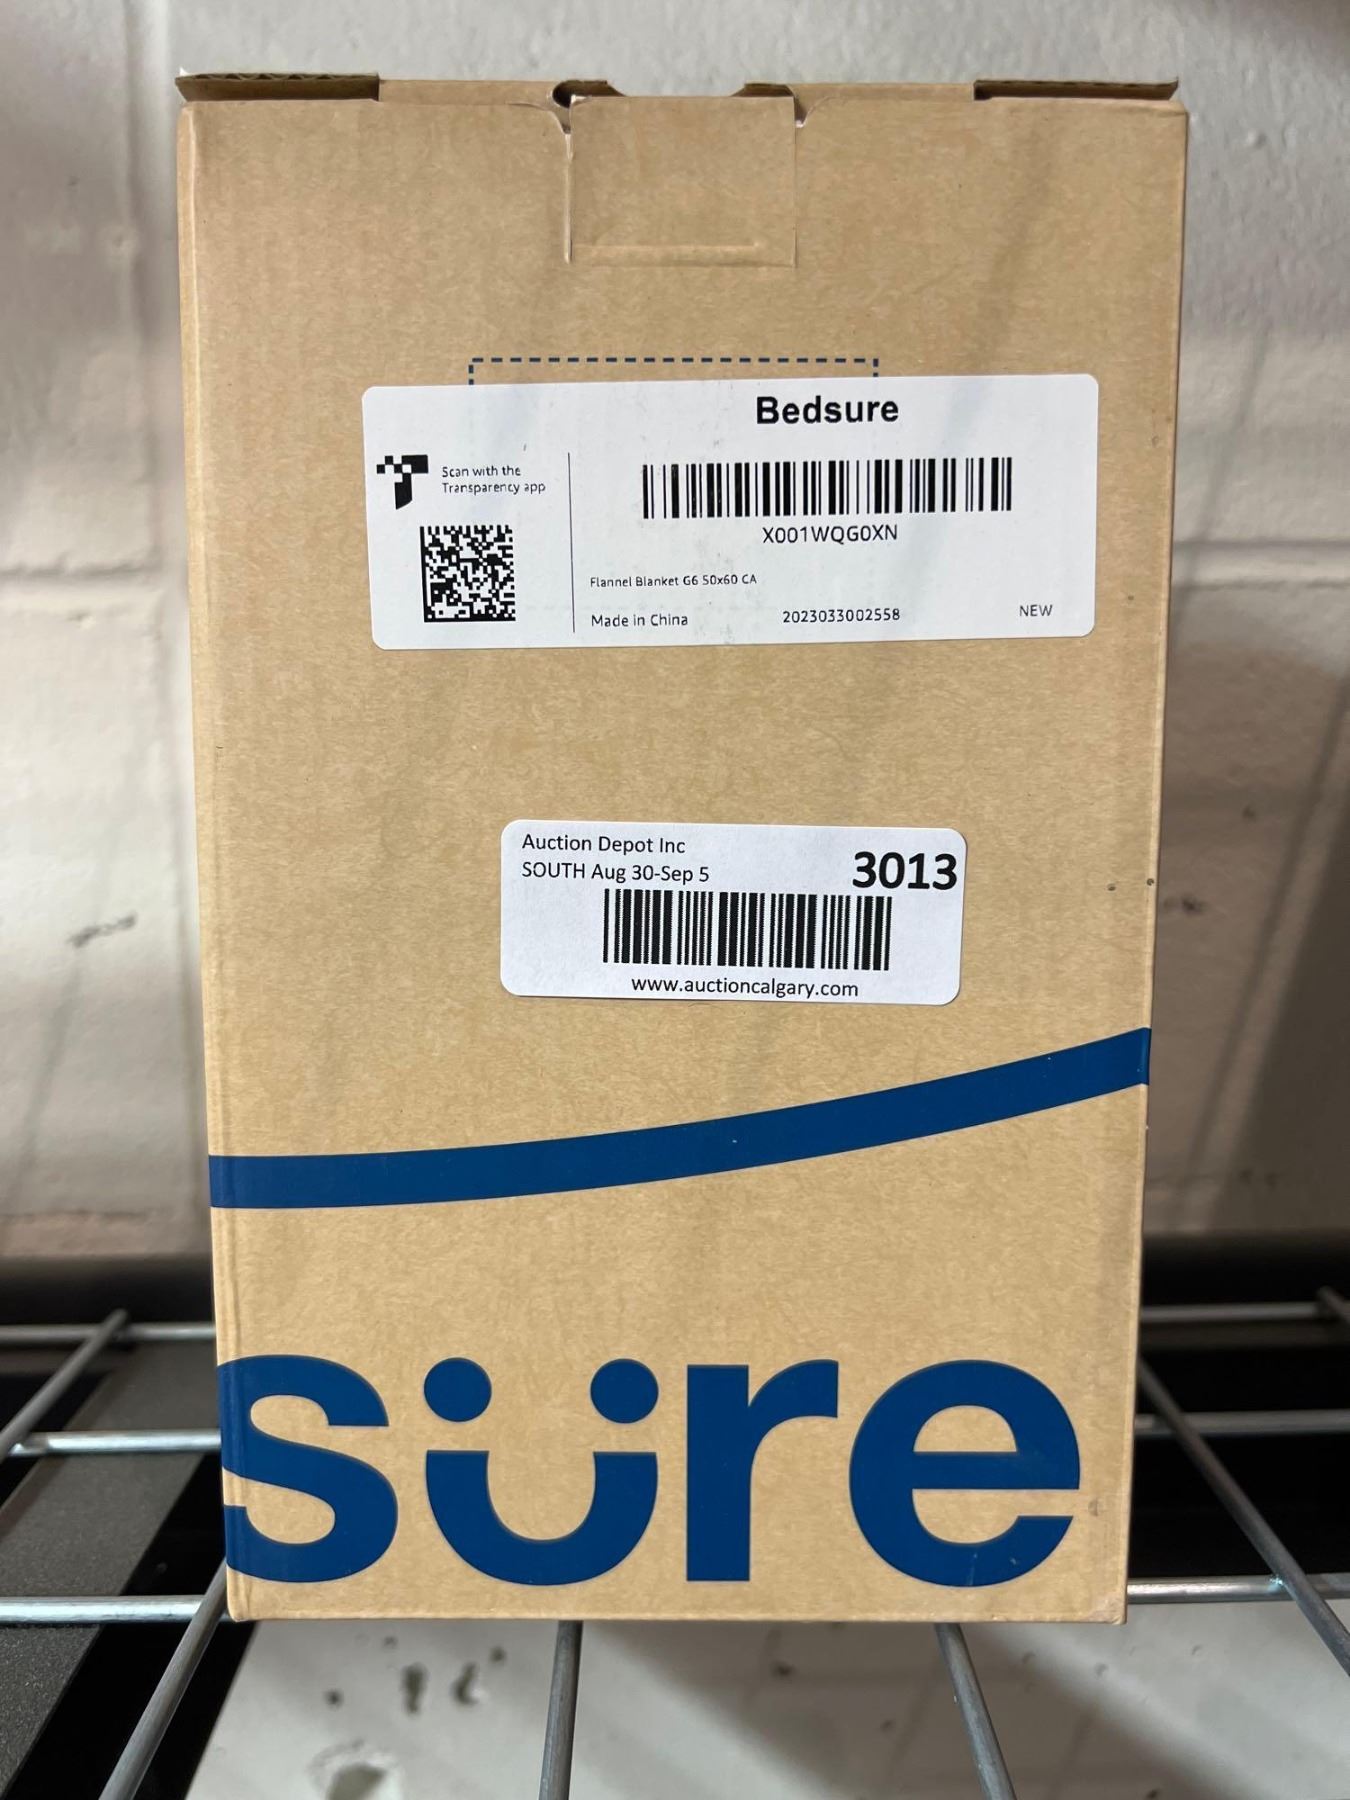 Bedsure
Scan with the
Transparency app
X001WQG0XN
Flannel Blanket G6 50x60 CA
Made in China
2023033002558
NEW
Auction Depot Inc
SOUTH Aug 30-Sep 5
3013
www.auctioncalgary.com
süre